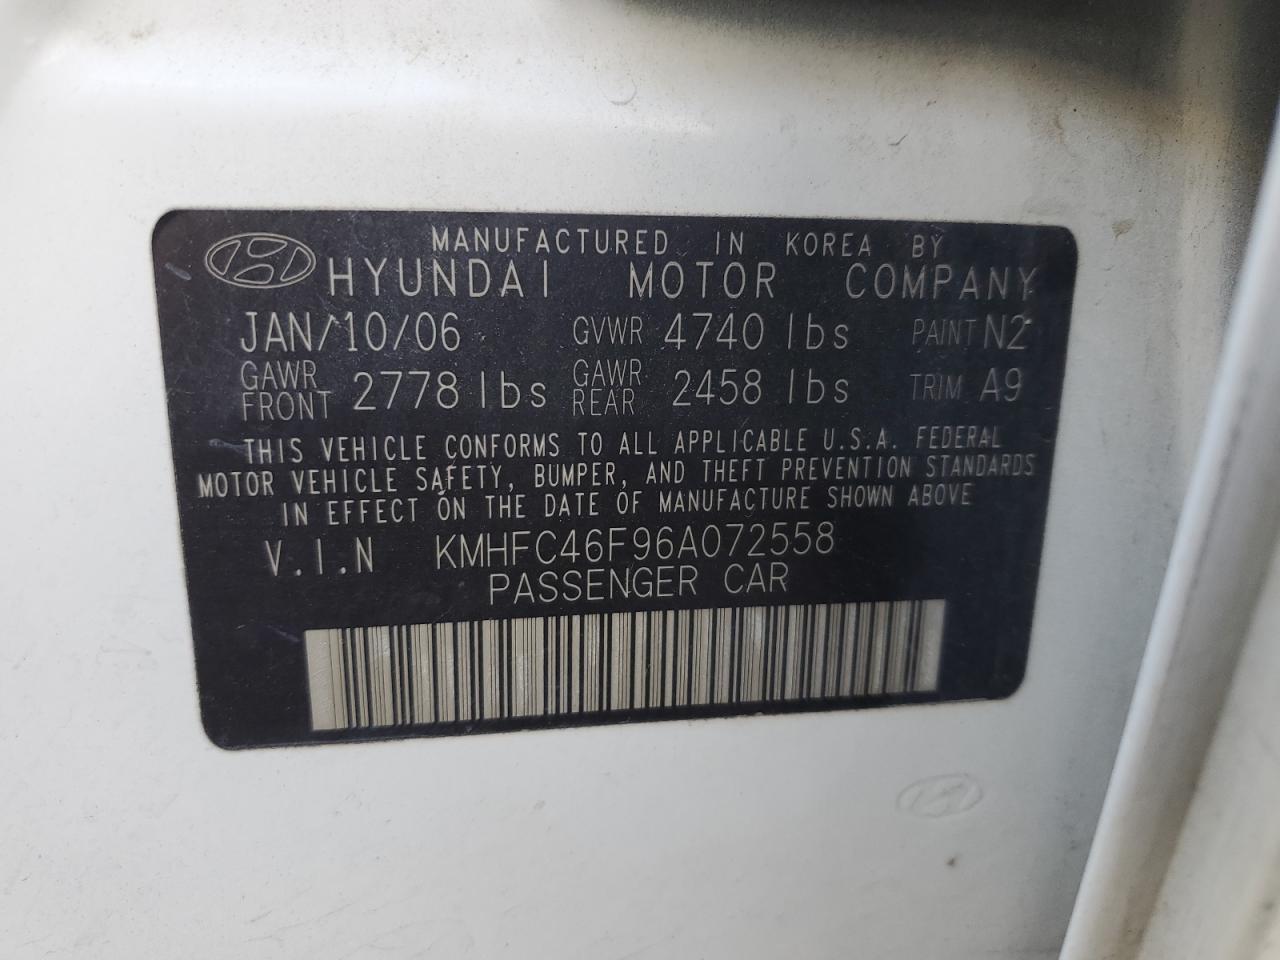 MANUFACTURED IN KOREA BY
HYUNDAI MOTOR COMPANY
JAN/10/06 GVWR 4740 lbs PAINT N2
GAWR FRONT 2778 lbs GAWR REAR 2458 lbs TRIM A9
THIS VEHICLE CONFORMS TO ALL APPLICABLE U.S.A. FEDERAL
MOTOR VEHICLE SAFETY, BUMPER, AND THEFT PREVENTION STANDARDS
IN EFFECT ON THE DATE OF MANUFACTURE SHOWN ABOVE
V.I.N KMHFC46F96A072558
PASSENGER CAR